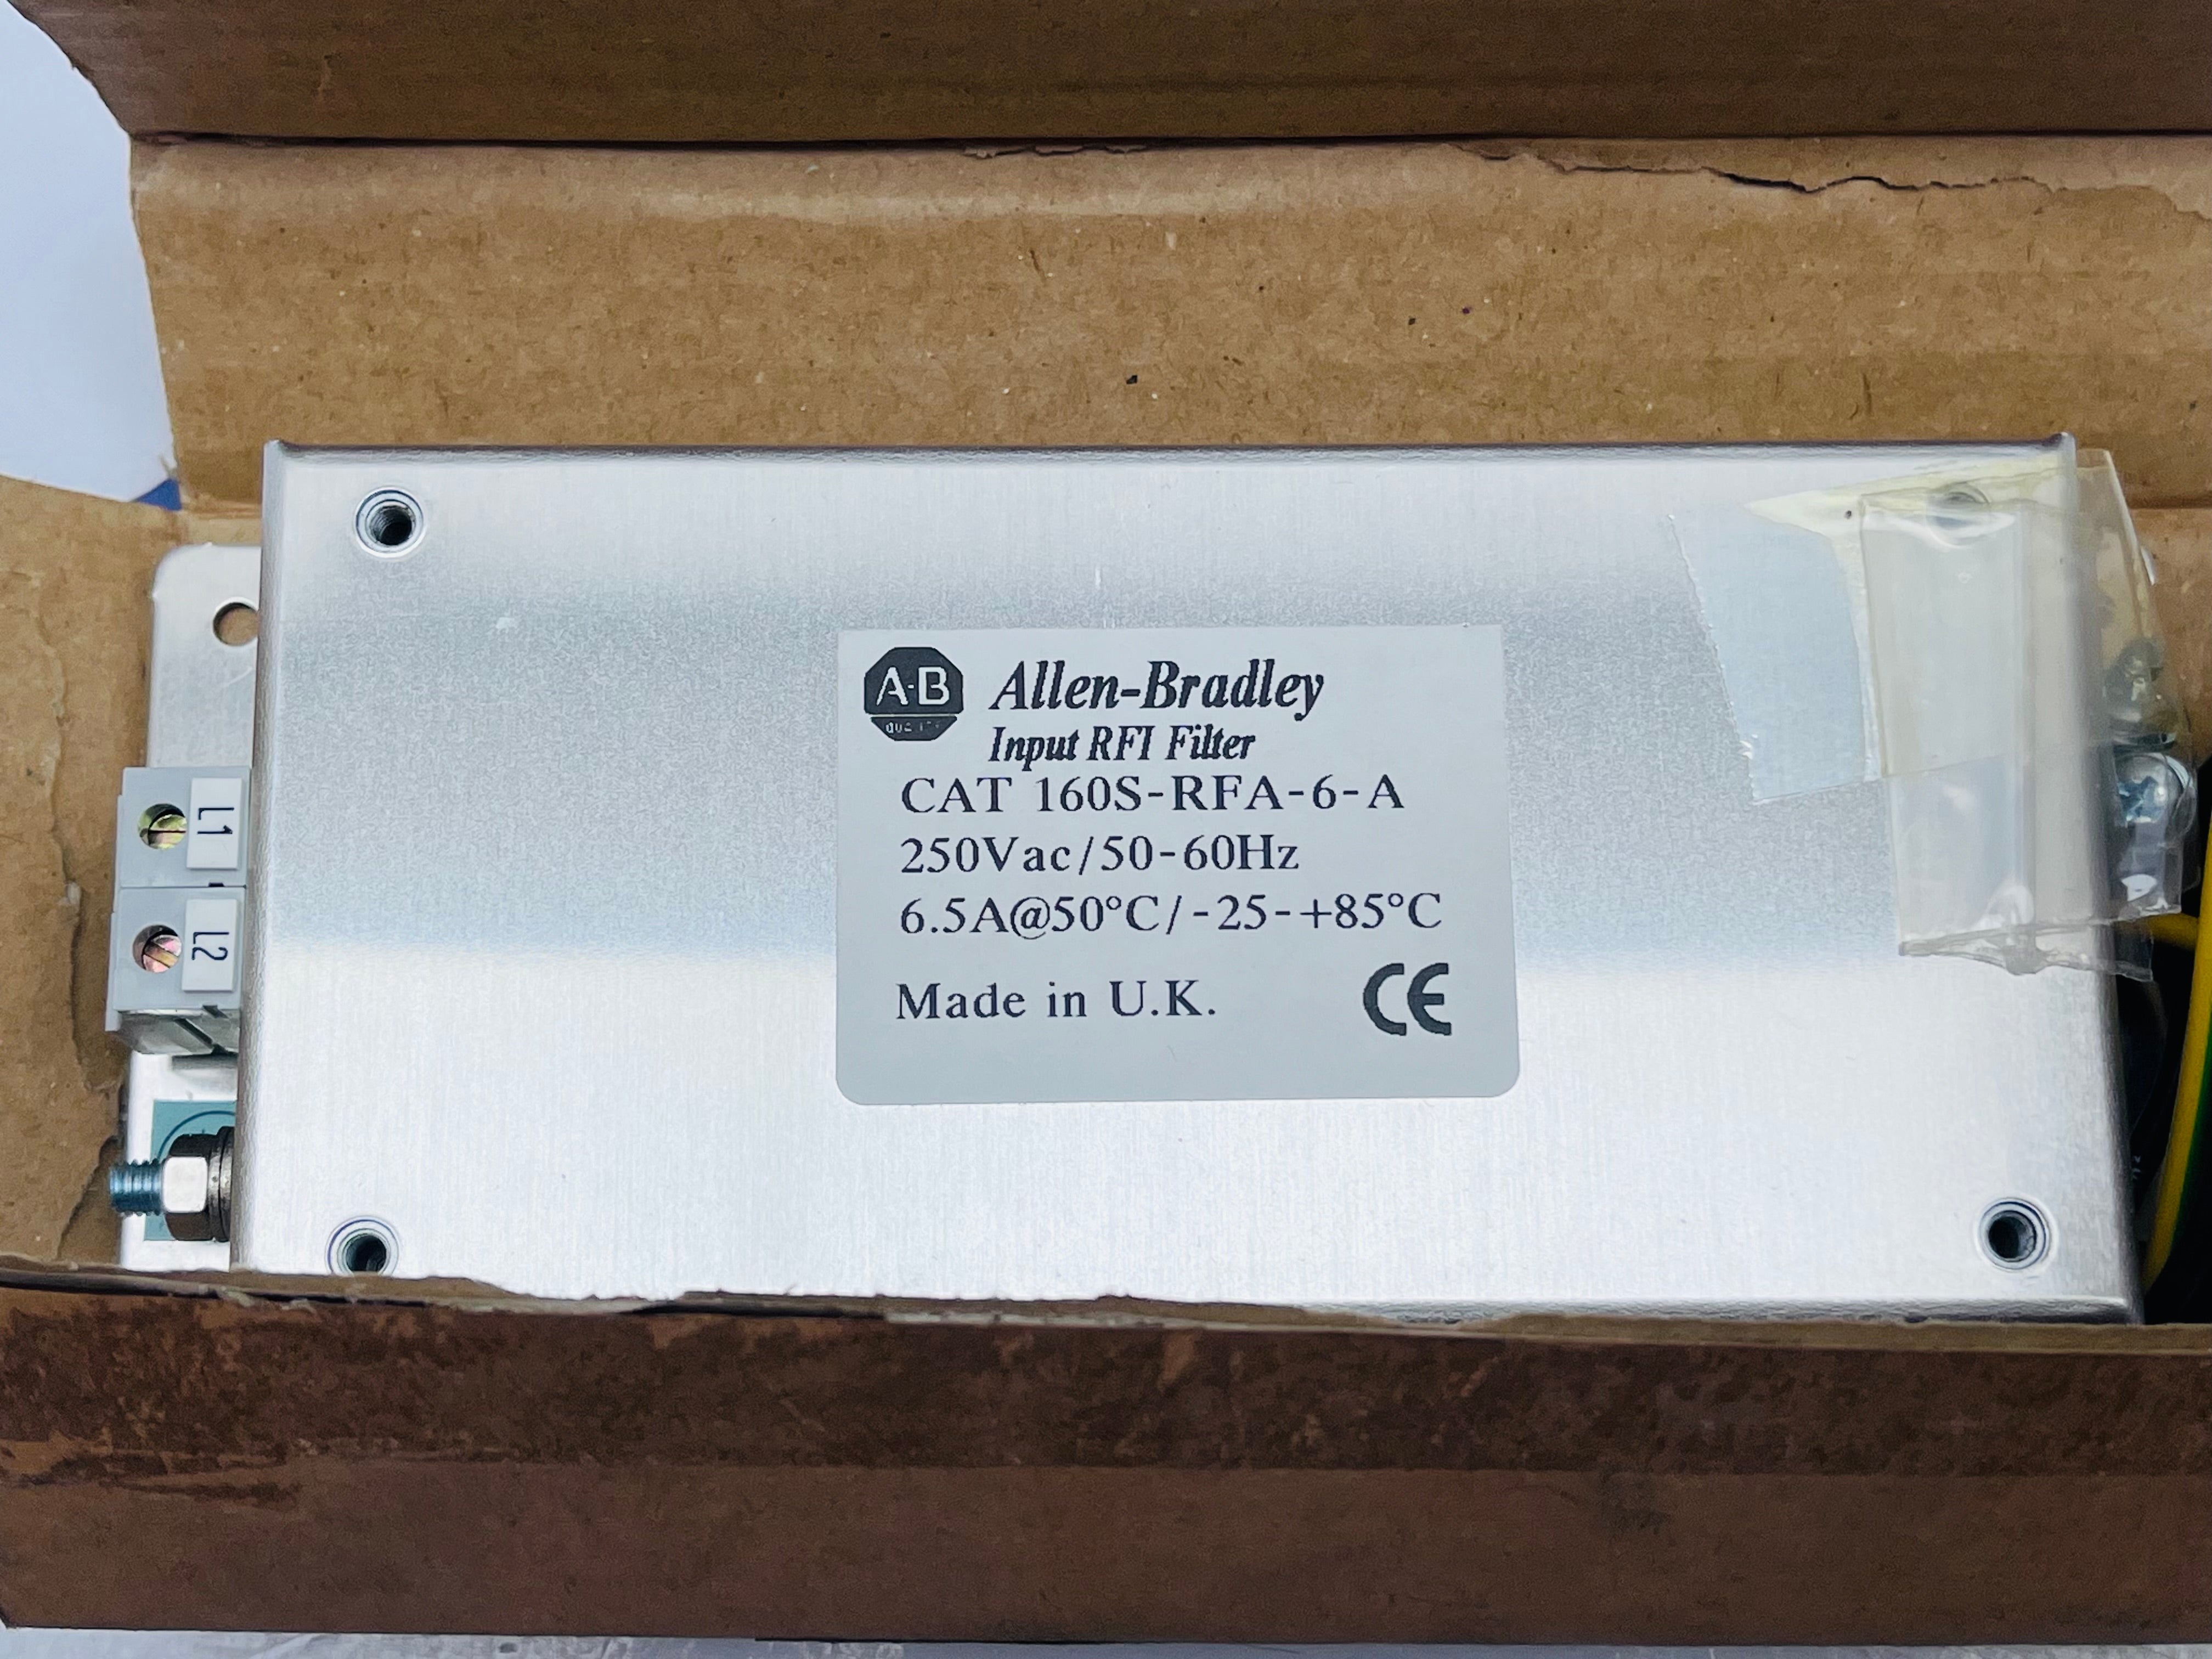 A-B
Allen-Bradley
Input RFI Filter
CAT 160S-RFA-6-A
250Vac/50-60Hz
6.5A@50°C/-25-+85°C
Made in U.K. CE
L1
L2